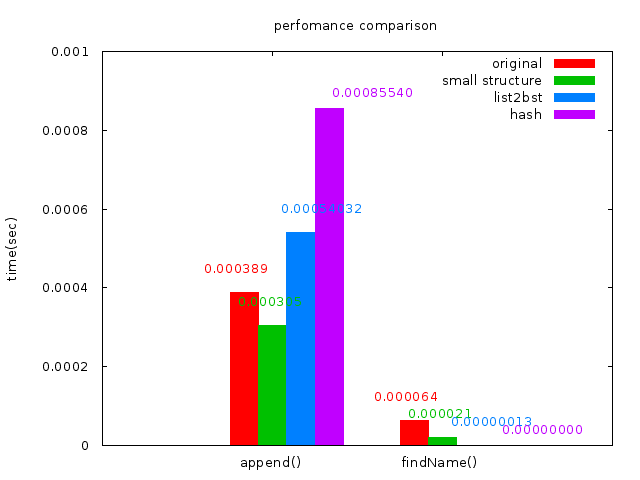 perfomance comparison
0.001
0.0008
0.0006
0.0004
0.0002
0
time(sec)
original
small structure
list2bst
hash
0.00085540
0.000389
0.000064
0.000021
0.00000013
0.00000000
append()
findName()